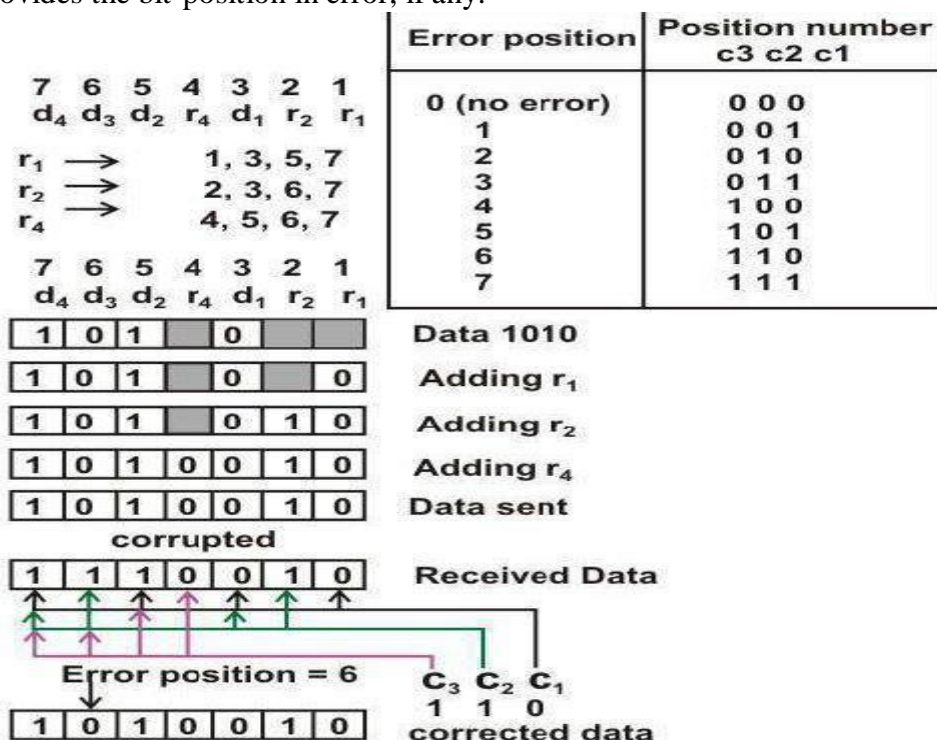 ovides the bit-position in error, if any.
Error position Position number
c3 c2 c1
0 (no error) 0 0 0
1 0 0 1
2 0 1 0
3 0 1 1
4 1 0 0
5 1 0 1
6 1 1 0
7 1 1 1
7 6 5 4 3 2 1
d₄ d₃ d₂ r₄ d₁ r₂ r₁
r₁ → 1, 3, 5, 7
r₂ → 2, 3, 6, 7
r₄ → 4, 5, 6, 7
7 6 5 4 3 2 1
d₄ d₃ d₂ r₄ d₁ r₂ r₁
1 0 1 0 Data 1010
1 0 1 0 0 Adding r₁
1 0 1 0 1 0 Adding r₂
1 0 1 0 0 1 0 Adding r₄
1 0 1 0 0 1 0 Data sent
corrupted
1 1 1 0 0 1 0 Received Data
Error position = 6 C₃ C₂ C₁
1 1 0
1 0 1 0 0 1 0 corrected data